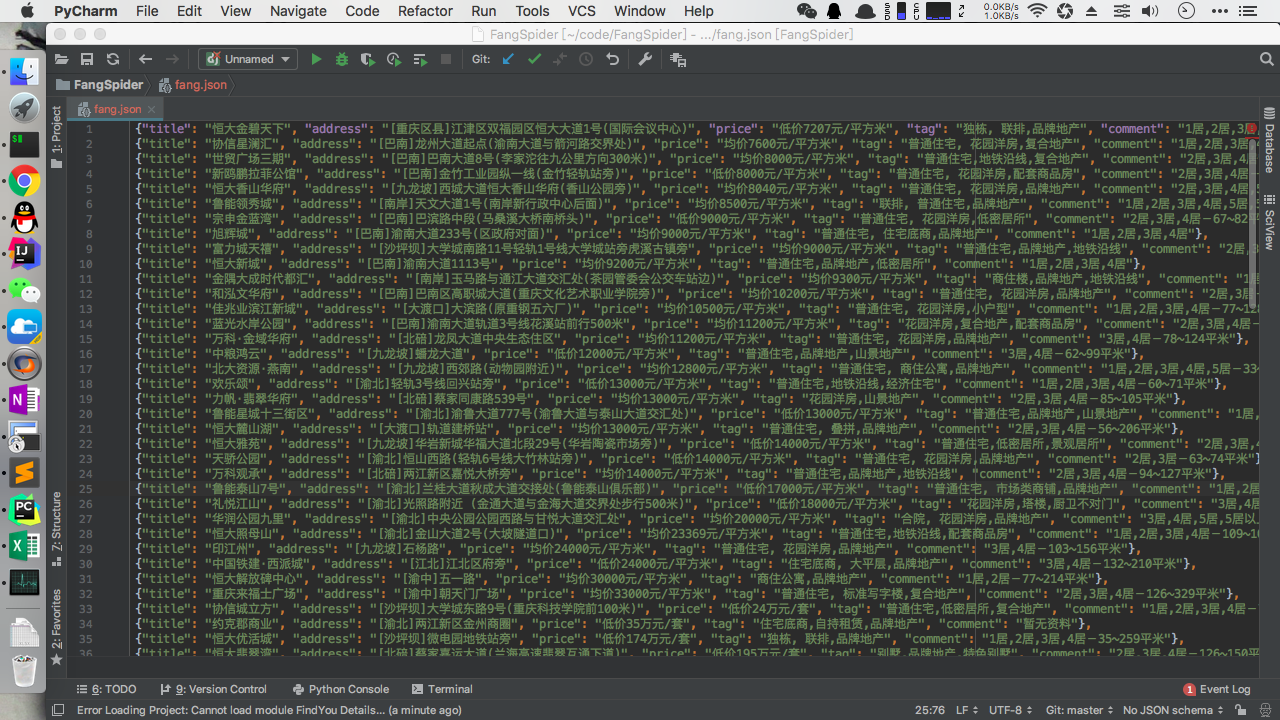 PyCharm File Edit View Navigate Code Refactor Run Tools VCS Window Help 0.0KB/s 1.0KB/s
FangSpider [~/code/FangSpider] - .../fang.json [FangSpider]
Unnamed Git:
FangSpider fang.json
fang.json
1: Project
Z: Structure
2: Favorites
Database
SciView
1 {"title": "恒大金碧天下", "address": "[重庆区县]江津区双福园区恒大大道1号(国际会议中心)", "price": "低价7207元/平方米", "tag": "独栋, 联排,品牌地产", "comment": "1居,2居,3居,
2 {"title": "协信星澜汇", "address": "[巴南]龙州大道起点(渝南大道与箭河路交界处)", "price": "均价7600元/平方米", "tag": "普通住宅, 花园洋房,复合地产", "comment": "1居,2居,3
3 {"title": "世贸广场三期", "address": "[巴南]巴南大道8号(李家沱往九公里方向300米)", "price": "均价8000元/平方米", "tag": "普通住宅,地铁沿线,复合地产", "comment": "2居,3居,
4 {"title": "新鸥鹏拉菲公馆", "address": "[巴南]金竹工业园纵一线(金竹轻轨站旁)", "price": "低价8000元/平方米", "tag": "普通住宅, 花园洋房,配套商品房", "comment": "2居,3居,4居
5 {"title": "恒大香山华府", "address": "[九龙坡]西城大道恒大香山华府(香山公园旁)", "price": "均价8040元/平方米", "tag": "普通住宅, 花园洋房,品牌地产", "comment": "2居,3居,4居
6 {"title": "鲁能领秀城", "address": "[南岸]天文大道1号(南岸新行政中心后面)", "price": "均价8500元/平方米", "tag": "联排, 普通住宅,品牌地产", "comment": "1居,2居,3居,4居,5居
7 {"title": "宗申金蓝湾", "address": "[巴南]巴滨路中段(马桑溪大桥南桥头)", "price": "低价9000元/平方米", "tag": "普通住宅, 花园洋房,低密居所", "comment": "2居,3居,4居－67~82平
8 {"title": "旭辉城", "address": "[巴南]渝南大道233号(区政府对面)", "price": "均价9000元/平方米", "tag": "普通住宅, 住宅底商,品牌地产", "comment": "1居,2居,3居,4居"},
9 {"title": "富力城天禧", "address": "[沙坪坝]大学城南路11号轻轨1号线大学城站旁虎溪古镇旁", "price": "均价9000元/平方米", "tag": "普通住宅,品牌地产,地铁沿线", "comment": "2居,3
10 {"title": "恒大新城", "address": "[巴南]渝南大道1113号", "price": "均价9200元/平方米", "tag": "普通住宅,品牌地产,低密居所", "comment": "1居,2居,3居,4居"},
11 {"title": "金隅大成时代都汇", "address": "[南岸]玉马路与通江大道交汇处(茶园管委会公交车站边)", "price": "均价9300元/平方米", "tag": "商住楼,品牌地产,地铁沿线", "comment": "1
12 {"title": "和泓文华府", "address": "[巴南]巴南区高职城大道(重庆文化艺术职业学院旁)", "price": "均价10200元/平方米", "tag": "普通住宅, 花园洋房,品牌地产", "comment": "2居,3居
13 {"title": "佳兆业滨江新城", "address": "[大渡口]大滨路(原重钢五六厂)", "price": "均价10500元/平方米", "tag": "普通住宅, 花园洋房,小户型", "comment": "1居,2居,3居,4居－77~12
14 {"title": "蓝光水岸公园", "address": "[巴南]渝南大道轨道3号线花溪站前行500米", "price": "均价11200元/平方米", "tag": "花园洋房,复合地产,配套商品房", "comment": "2居,3居,4居－
15 {"title": "万科·金域华府", "address": "[北碚]龙凤大道中央生态住区", "price": "均价11200元/平方米", "tag": "普通住宅, 花园洋房,品牌地产", "comment": "3居,4居－78~124平米"},
16 {"title": "中粮鸿云", "address": "[九龙坡]蟠龙大道", "price": "低价12000元/平方米", "tag": "普通住宅,品牌地产,山景地产", "comment": "3居－62~99平米"},
17 {"title": "北大资源·燕南", "address": "[九龙坡]西郊路(动物园附近)", "price": "均价12800元/平方米", "tag": "普通住宅, 商住公寓,品牌地产", "comment": "1居,2居,3居,4居,5居－33
18 {"title": "欢乐颂", "address": "[渝北]轻轨3号线回兴站旁", "price": "低价13000元/平方米", "tag": "普通住宅,地铁沿线,经济住宅", "comment": "1居,2居,3居－60~71平米"},
19 {"title": "力帆·翡翠华府", "address": "[北碚]蔡家同康路539号", "price": "均价13000元/平方米", "tag": "花园洋房,山景地产", "comment": "2居,3居,4居－85~105平米"},
20 {"title": "鲁能星城十三街区", "address": "[渝北]渝鲁大道777号(渝鲁大道与泰山大道交汇处)", "price": "低价13000元/平方米", "tag": "普通住宅,品牌地产,山景地产", "comment": "1居,
21 {"title": "恒大麓山湖", "address": "[大渡口]轨道建桥站", "price": "均价13000元/平方米", "tag": "普通住宅, 叠拼,品牌地产", "comment": "2居,3居,4居－56~206平米"},
22 {"title": "恒大雅苑", "address": "[九龙坡]华岩新城华福大道北段29号(华岩陶瓷市场旁)", "price": "低价14000元/平方米", "tag": "普通住宅,低密居所,景观居所", "comment": "2居,3居,4
23 {"title": "天骄公园", "address": "[渝北]恒山西路(轻轨6号线大竹林站旁)", "price": "低价14000元/平方米", "tag": "普通住宅, 花园洋房,品牌地产", "comment": "3居,4居－63~74平米"
24 {"title": "万科观承", "address": "[北碚]两江新区嘉悦大桥旁", "price": "均价14000元/平方米", "tag": "普通住宅,品牌地产,地铁沿线", "comment": "2居,3居,4居－94~127平米"},
25 {"title": "鲁能泰山7号", "address": "[渝北]兰桂大道秋成大道交接处(鲁能泰山俱乐部)", "price": "低价17000元/平方米", "tag": "普通住宅, 市场类商铺,品牌地产", "comment": "1居,2居
26 {"title": "礼悦江山", "address": "[渝北]光照路附近 (金通大道与金海大道交界处步行500米)", "price": "低价18000元/平方米", "tag": "花园洋房,塔楼,厨卫不对门", "comment": "3居,4居
27 {"title": "华润公园九里", "address": "[渝北]中央公园公园西路与甘悦大道交汇处", "price": "均价20000元/平方米", "tag": "合院, 花园洋房,品牌地产", "comment": "3居,4居,5居,5居以
28 {"title": "恒大照母山", "address": "[渝北]金山大道2号(大坡隧道口)", "price": "均价23369元/平方米", "tag": "普通住宅,地铁沿线,配套商品房", "comment": "2居,3居,4居－109~16
29 {"title": "印江州", "address": "[九龙坡]石杨路", "price": "均价24000元/平方米", "tag": "普通住宅, 花园洋房,品牌地产", "comment": "3居,4居－103~156平米"},
30 {"title": "中国铁建·西派城", "address": "[江北]江北区府旁", "price": "低价24000元/平方米", "tag": "住宅底商, 大平层,品牌地产", "comment": "3居,4居－132~210平米"},
31 {"title": "恒大解放碑中心", "address": "[渝中]五一路", "price": "均价30000元/平方米", "tag": "商住公寓,品牌地产", "comment": "1居,2居－77~214平米"},
32 {"title": "重庆来福士广场", "address": "[渝中]朝天门广场", "price": "均价33000元/平方米", "tag": "普通住宅, 标准写字楼,复合地产", "comment": "2居,3居,4居－126~329平米"},
33 {"title": "协信城立方", "address": "[沙坪坝]大学城东路9号(重庆科技学院前100米)", "price": "低价24万元/套", "tag": "普通住宅,低密居所,复合地产", "comment": "1居,2居,3居,4居－
34 {"title": "约克郡商业", "address": "[渝北]两江新区金州商圈", "price": "低价35万元/套", "tag": "住宅底商,自持租赁,品牌地产", "comment": "暂无资料"},
35 {"title": "恒大优活城", "address": "[沙坪坝]微电园地铁站旁", "price": "低价174万元/套", "tag": "独栋, 联排,品牌地产", "comment": "1居,2居,3居,4居－35~259平米"},
36 {"title": "恒大翡翠湾", "address": "[北碚]蔡家嘉运大道(兰海高速翡翠互通下道)", "price": "低价195万元/套", "tag": "别墅,品牌地产,特色别墅", "comment": "2居,3居,4居－126~150平
6: TODO 9: Version Control Python Console Terminal 1 Event Log
Error Loading Project: Cannot load module FindYou Details... (a minute ago) 25:76 LF UTF-8 Git: master No JSON schema